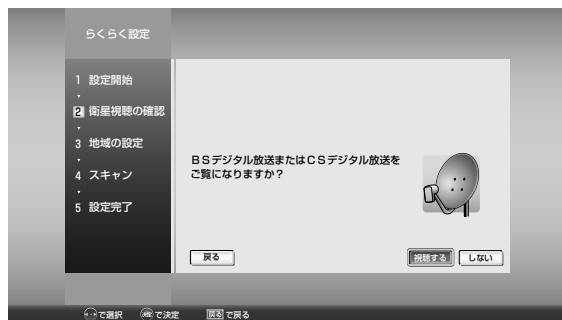 らくらく設定
1 設定開始
2 衛星視聴の確認
3 地域の設定
4 スキャン
5 設定完了
BSデジタル放送またはCSデジタル放送を
ご覧になりますか？
戻る 視聴する しない
で選択 決定 で決定 戻る で戻る